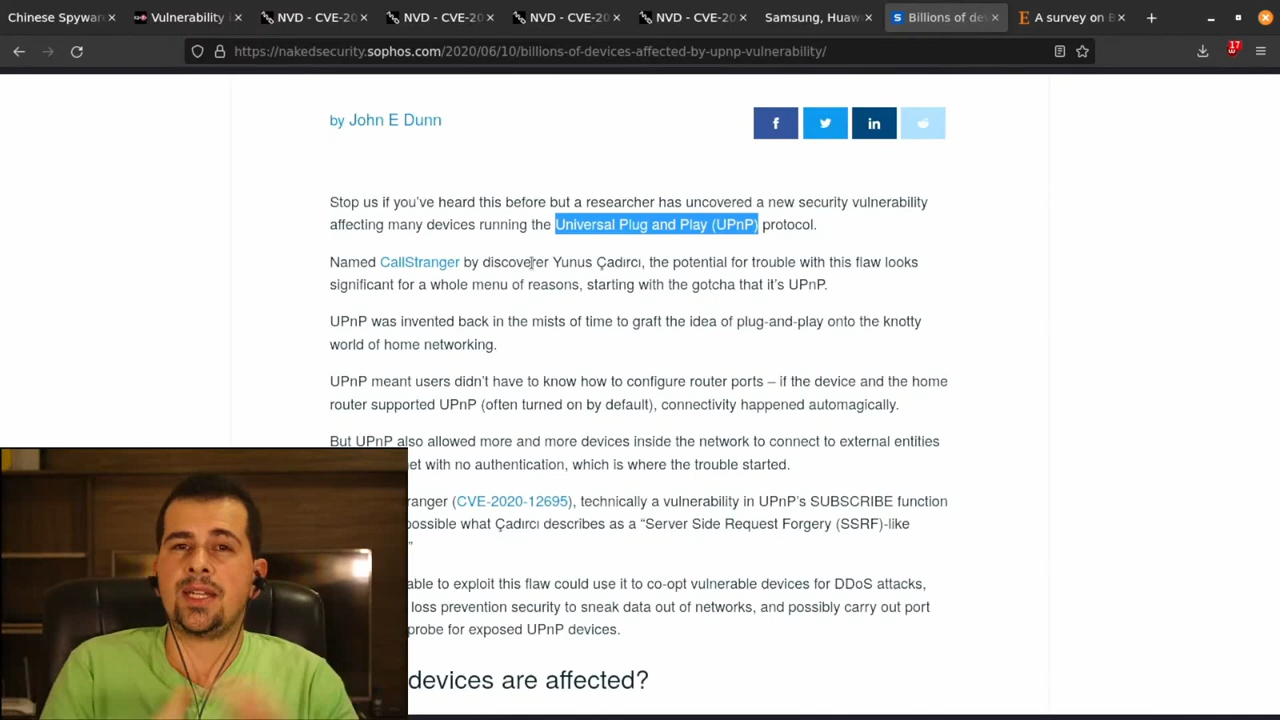 Chinese Spywar
Vulnerability
NVD - CVE-20
NVD - CVE-20
NVD - CVE-20
NVD - CVE-20
Samsung, Huaw
Billions of de
A survey on B
https://nakedsecurity.sophos.com/2020/06/10/billions-of-devices-affected-by-upnp-vulnerability/
17
by John E Dunn
Stop us if you’ve heard this before but a researcher has uncovered a new security vulnerability
affecting many devices running the Universal Plug and Play (UPnP) protocol.
Named CallStranger by discoverer Yunus Çadırcı, the potential for trouble with this flaw looks
significant for a whole menu of reasons, starting with the gotcha that it’s UPnP.
UPnP was invented back in the mists of time to graft the idea of plug-and-play onto the knotty
world of home networking.
UPnP meant users didn’t have to know how to configure router ports – if the device and the home
router supported UPnP (often turned on by default), connectivity happened automagically.
But UPnP also allowed more and more devices inside the network to connect to external entities
et with no authentication, which is where the trouble started.
ranger (CVE-2020-12695), technically a vulnerability in UPnP’s SUBSCRIBE function
possible what Çadırcı describes as a “Server Side Request Forgery (SSRF)-like
”
able to exploit this flaw could use it to co-opt vulnerable devices for DDoS attacks,
loss prevention security to sneak data out of networks, and possibly carry out port
probe for exposed UPnP devices.
devices are affected?